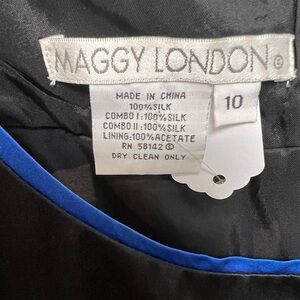 MAGGY LONDON®
MADE IN CHINA
100%SILK
COMBO I:100%SILK
COMBO II:100%SILK
LINING:100%ACETATE
RN 58142 Ⓢ
DRY CLEAN ONLY
10